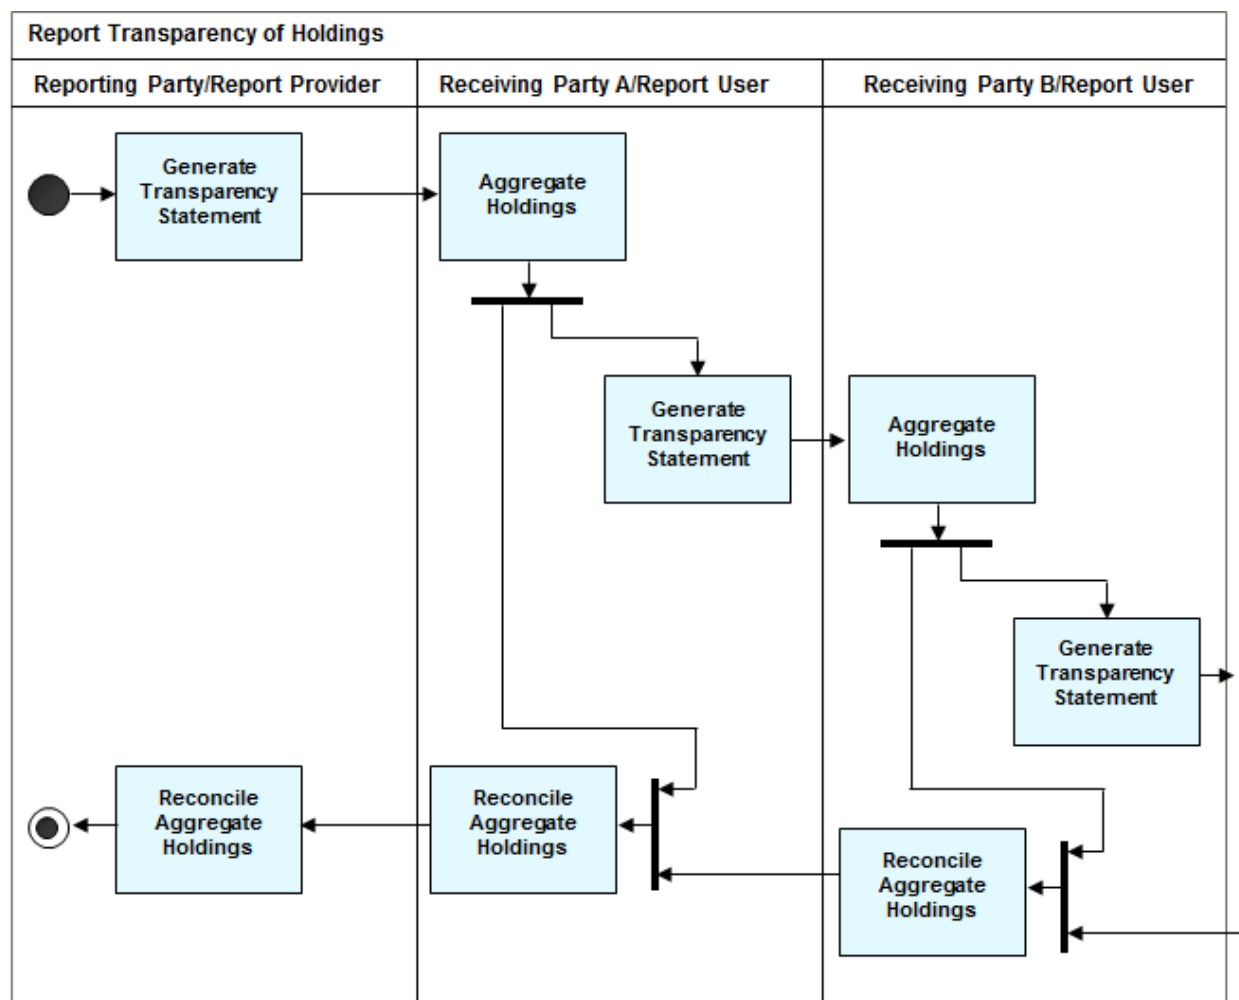 Report Transparency of Holdings
Reporting Party/Report Provider
Receiving Party A/Report User
Receiving Party B/Report User
Generate
Transparency
Statement
Aggregate
Holdings
Generate
Transparency
Statement
Aggregate
Holdings
Generate
Transparency
Statement
Reconcile
Aggregate
Holdings
Reconcile
Aggregate
Holdings
Reconcile
Aggregate
Holdings